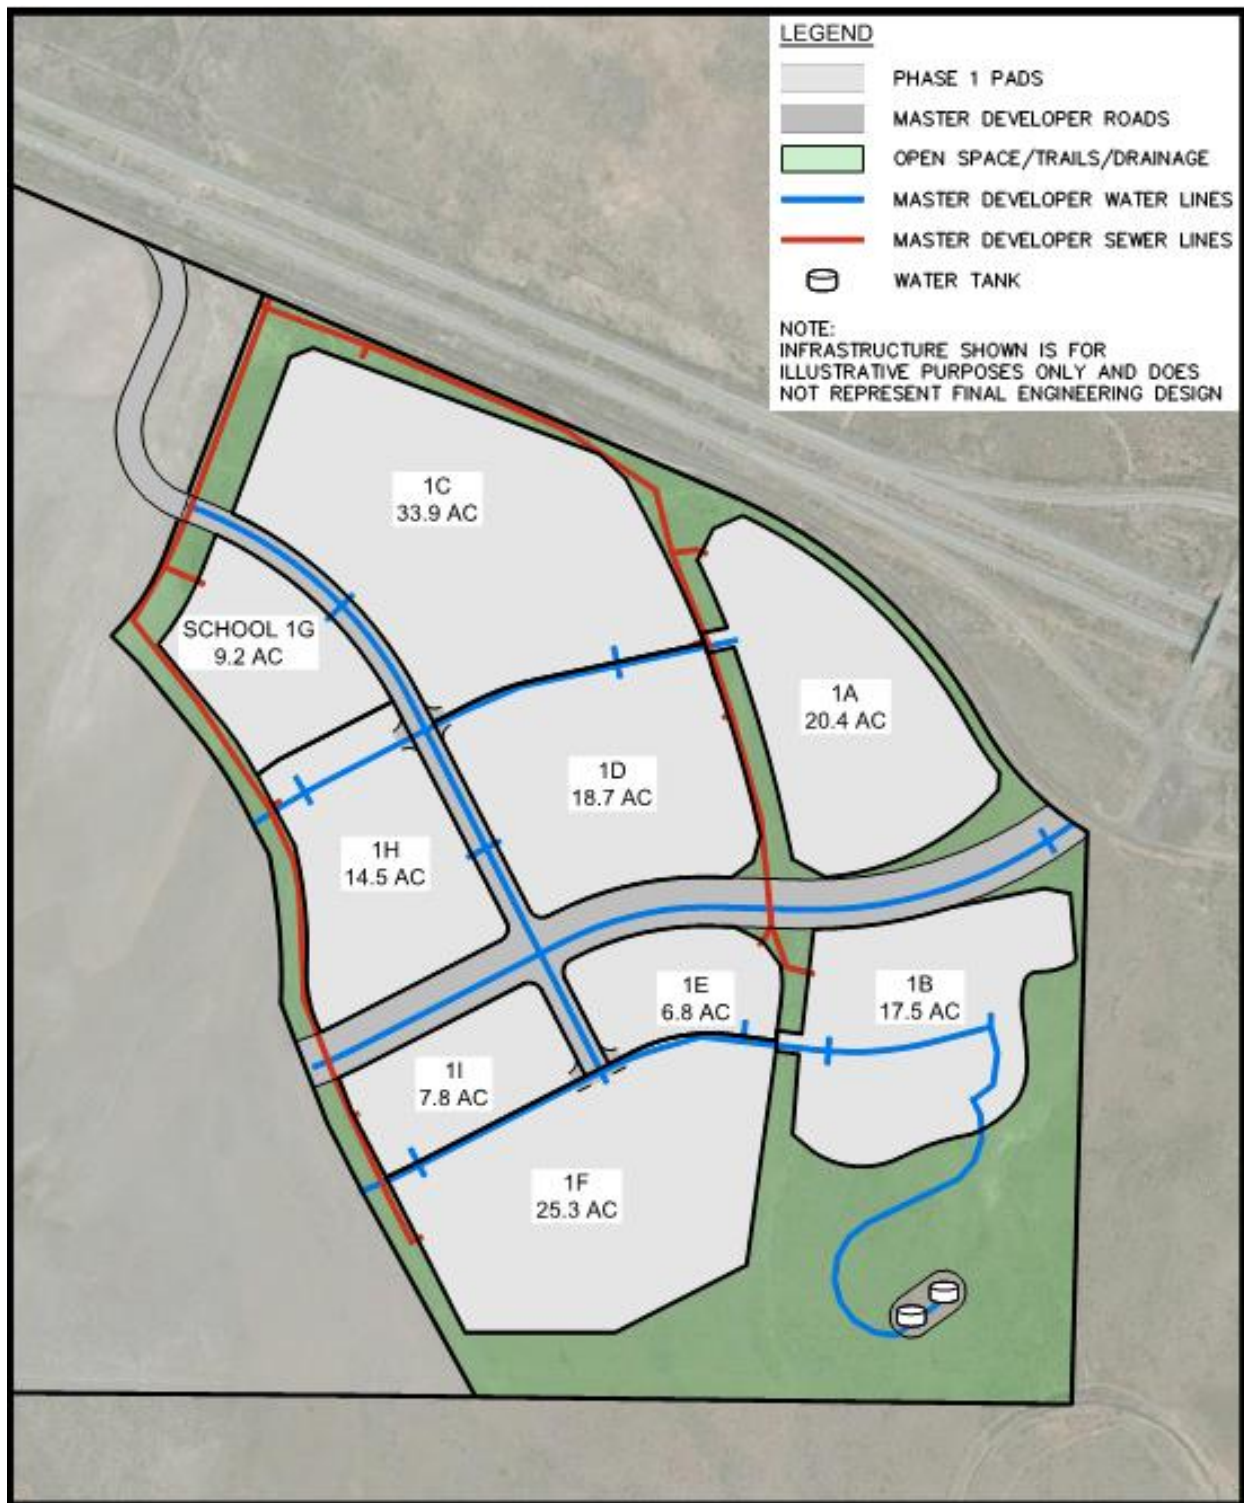 LEGEND
PHASE 1 PADS
MASTER DEVELOPER ROADS
OPEN SPACE/TRAILS/DRAINAGE
MASTER DEVELOPER WATER LINES
MASTER DEVELOPER SEWER LINES
WATER TANK
NOTE:
INFRASTRUCTURE SHOWN IS FOR
ILLUSTRATIVE PURPOSES ONLY AND DOES
NOT REPRESENT FINAL ENGINEERING DESIGN
1C
33.9 AC
SCHOOL 1G
9.2 AC
1A
20.4 AC
1D
18.7 AC
1H
14.5 AC
1E
6.8 AC
1B
17.5 AC
1I
7.8 AC
1F
25.3 AC